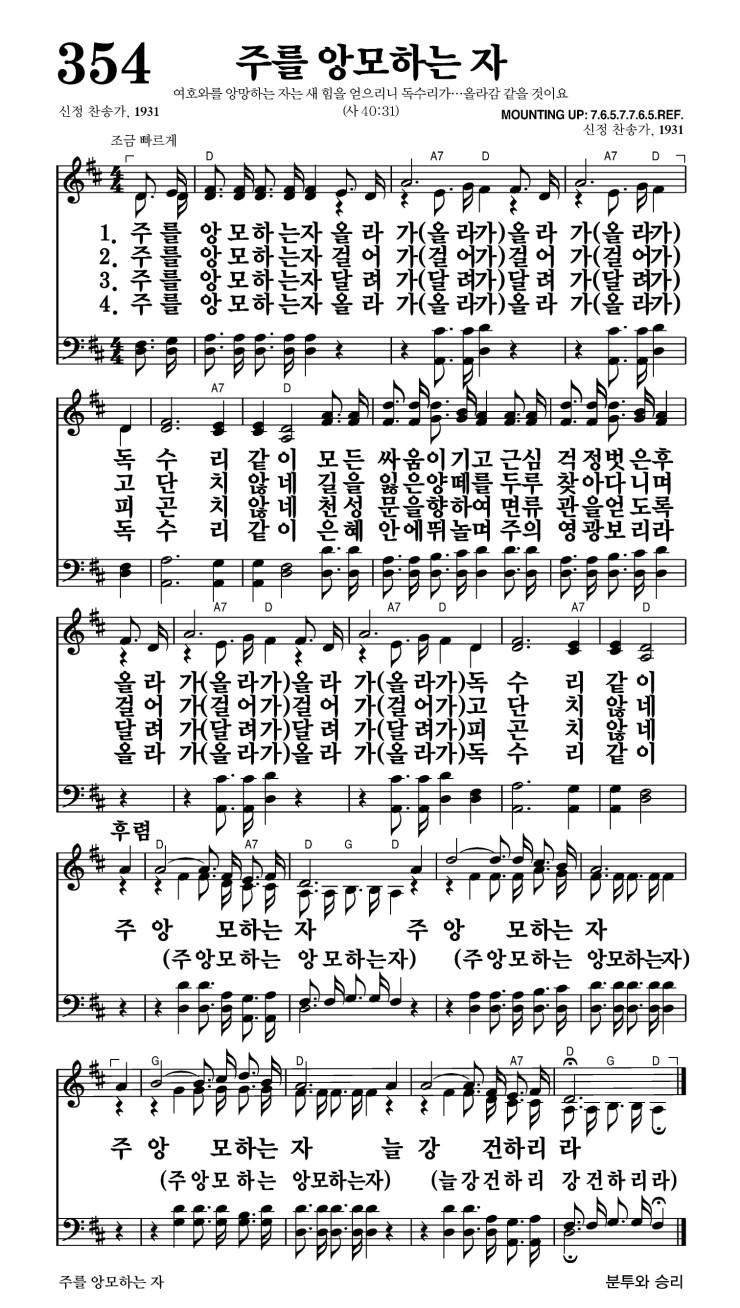 354 주를 앙모하는 자
여호와를 앙망하는 자는 새 힘을 얻으리니 독수리가…올라감 같을 것이요
신정 찬송가, 1931 (사 40:31) MOUNTING UP: 7.6.5.7.7.6.5.REF.
신정 찬송가, 1931
조금 빠르게
D A7 D A7 D
1. 주를 앙모하는자 올라 가(올라가)올라 가(올라가)
2. 주를 앙모하는자 걸어 가(걸어가)걸어 가(걸어가)
3. 주를 앙모하는자 달려 가(달려가)달려 가(달려가)
4. 주를 앙모하는자 올라 가(올라가)올라 가(올라가)
A7 D
독 수 리 같이 모든 싸움이기고 근심 걱정벗은후
고 단 치 않네 길을 잃은양떼를 두루 찾아다니며
피 곤 치 않네 천성 문을향하여 면류 관을얻도록
독 수 리 같이 은혜 안에뛰놀며 주의 영광보리라
A7 D A7 D A7 D
올라 가(올라가)올라 가(올라가)독 수 리 같이
걸어 가(걸어가)걸어 가(걸어가)고 단 치 않네
달려 가(달려가)달려 가(달려가)피 곤 치 않네
올라 가(올라가)올라 가(올라가)독 수 리 같이
후렴
D A7 D G D
주 앙 모하는 자 주 앙 모하는 자
(주앙모하는 앙모하는자) (주앙모하는 앙모하는자)
G D A7 D G D
주 앙 모하는 자 늘 강 건하리 라
(주앙모하는 앙모하는자) (늘강건하리 강건하리라)
주를 앙모하는 자 분투와 승리